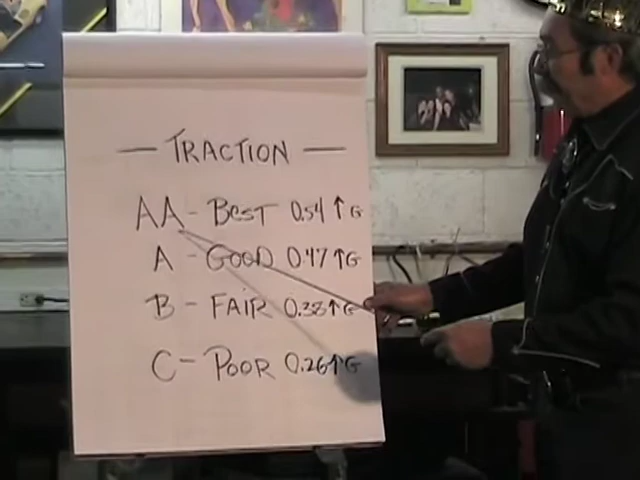 — TRACTION —
AA - BEST 0.54 ↑ G
A - GOOD 0.47 ↑ G
B - FAIR 0.38 ↑ G
C - POOR 0.26 ↑ G